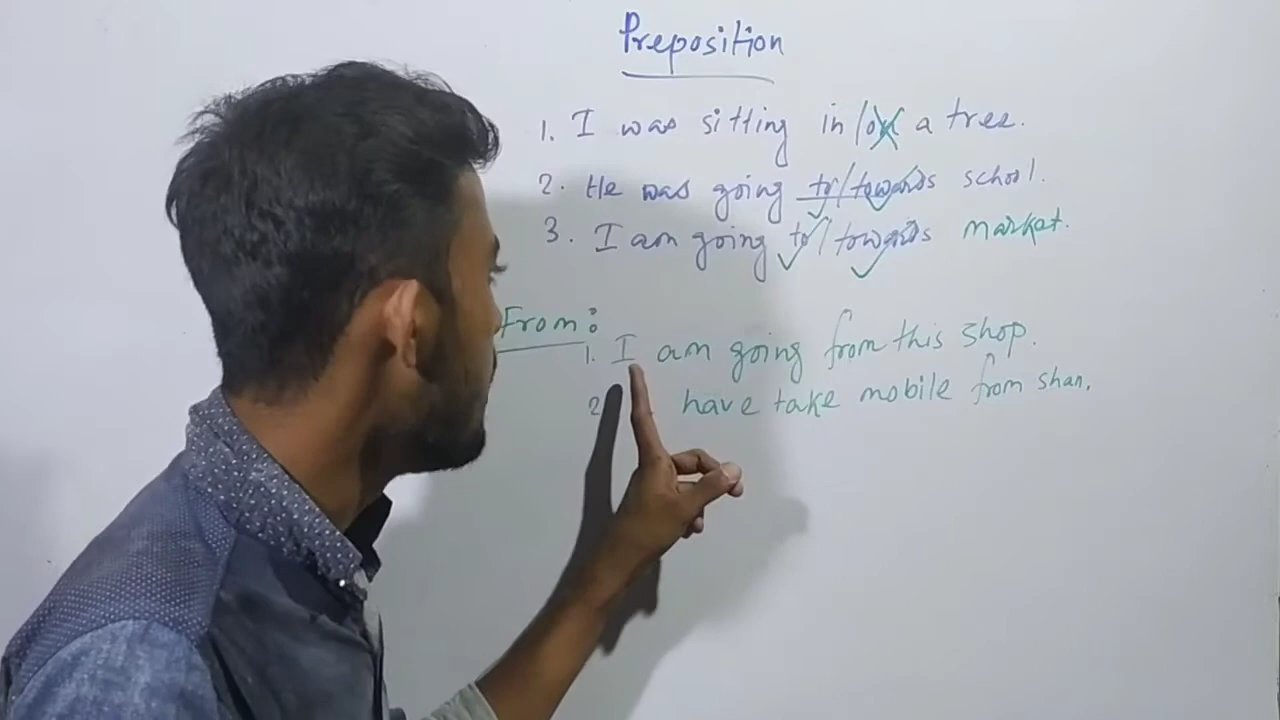 Preposition
1. I was sitting in/on a tree.
2. He was going to/towards school.
3. I am going to/towards market.
From:
1. I am going from this shop.
2 have take mobile from shan.